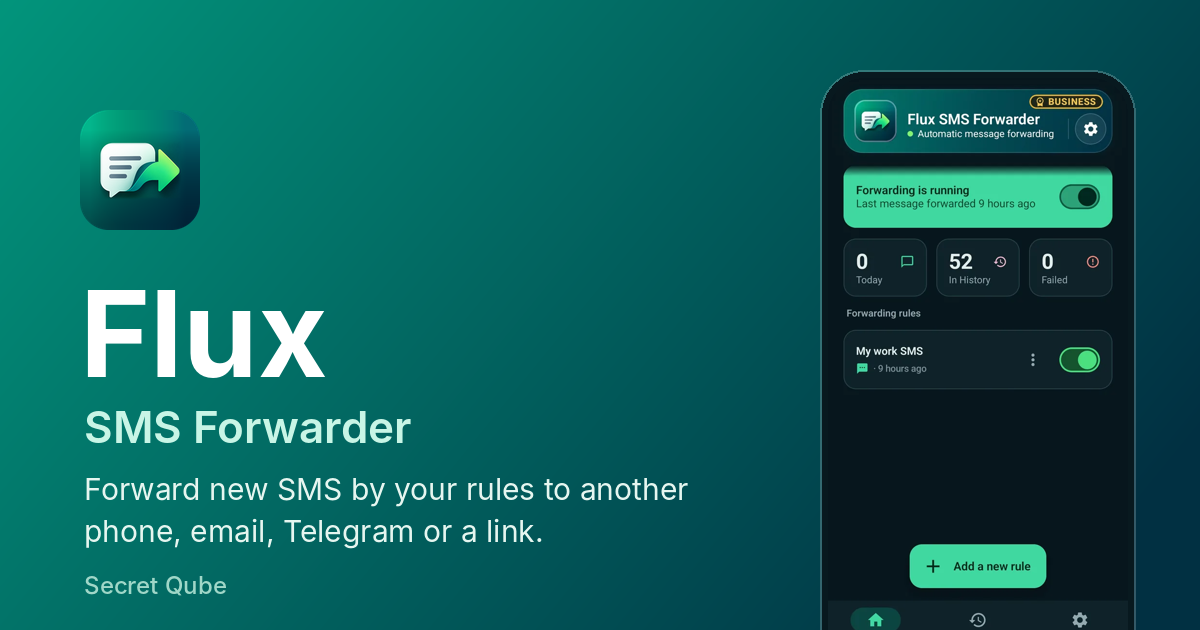 Flux
SMS Forwarder
Forward new SMS by your rules to another
phone, email, Telegram or a link.
Secret Qube
BUSINESS
Flux SMS Forwarder
Automatic message forwarding
Forwarding is running
Last message forwarded 9 hours ago
0
Today
52
In History
0
Failed
Forwarding rules
My work SMS
· 9 hours ago
Add a new rule